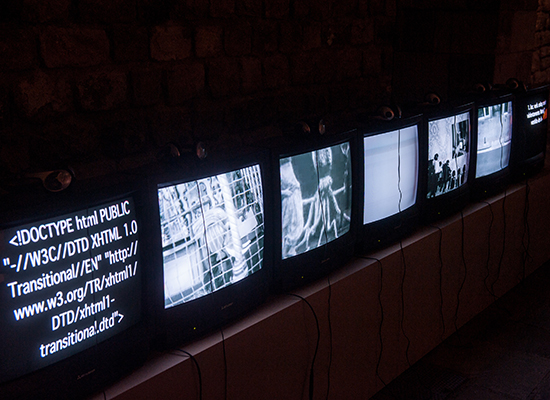 <!DOCTYPE html PUBLIC
"-//W3C//DTD XHTML 1.0
Transitional//EN" "http://
www.w3.org/TR/xhtml1/
DTD/xhtml1-
transitional.dtd">